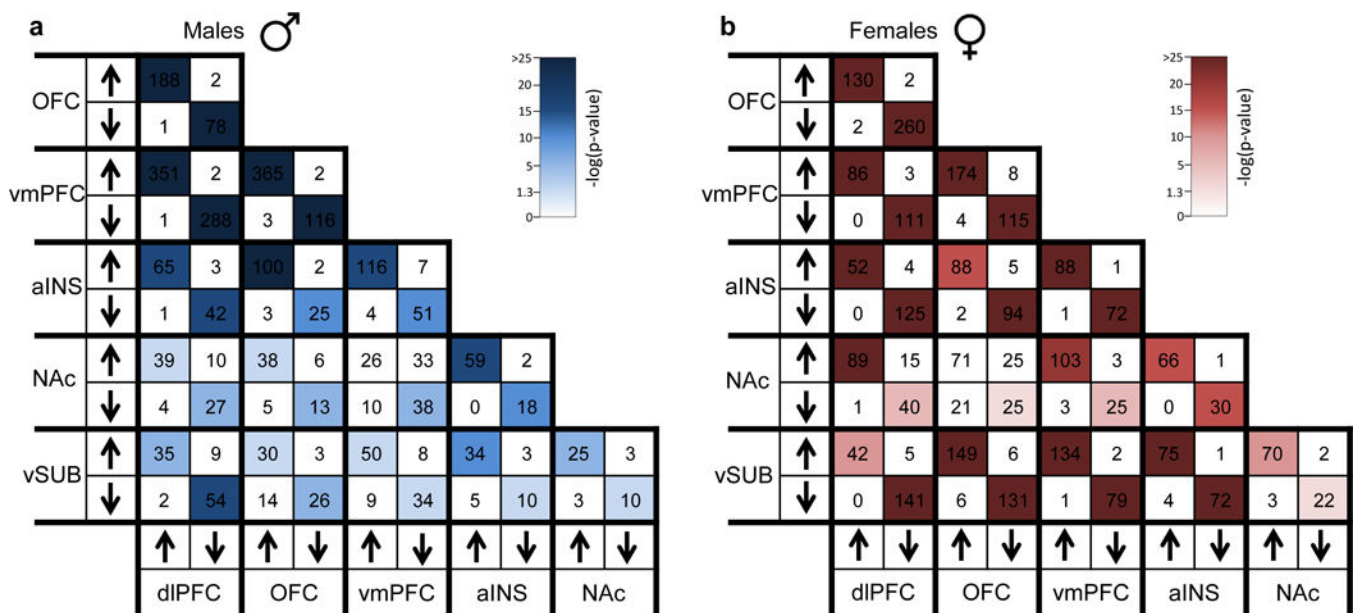 a Males ♂
>25
20
15
10
5
1.3
0
-log(p-value)
OFC ↑ 188 2
↓ 1 78
vmPFC ↑ 351 2 365 2
↓ 1 288 3 116
aINS ↑ 65 3 100 2 116 7
↓ 1 42 3 25 4 51
NAc ↑ 39 10 38 6 26 33 59 2
↓ 4 27 5 13 10 38 0 18
vSUB ↑ 35 9 30 3 50 8 34 3 25 3
↓ 2 54 14 26 9 34 5 10 3 10
↑ ↓ ↑ ↓ ↑ ↓ ↑ ↓ ↑ ↓
dlPFC OFC vmPFC aINS NAc
b Females ♀
>25
20
15
10
5
1.3
0
-log(p-value)
OFC ↑ 130 2
↓ 2 260
vmPFC ↑ 86 3 174 8
↓ 0 111 4 115
aINS ↑ 52 4 88 5 88 1
↓ 0 125 2 94 1 72
NAc ↑ 89 15 71 25 103 3 66 1
↓ 1 40 21 25 3 25 0 30
vSUB ↑ 42 5 149 6 134 2 75 1 70 2
↓ 0 141 6 131 1 79 4 72 3 22
↑ ↓ ↑ ↓ ↑ ↓ ↑ ↓ ↑ ↓
dlPFC OFC vmPFC aINS NAc